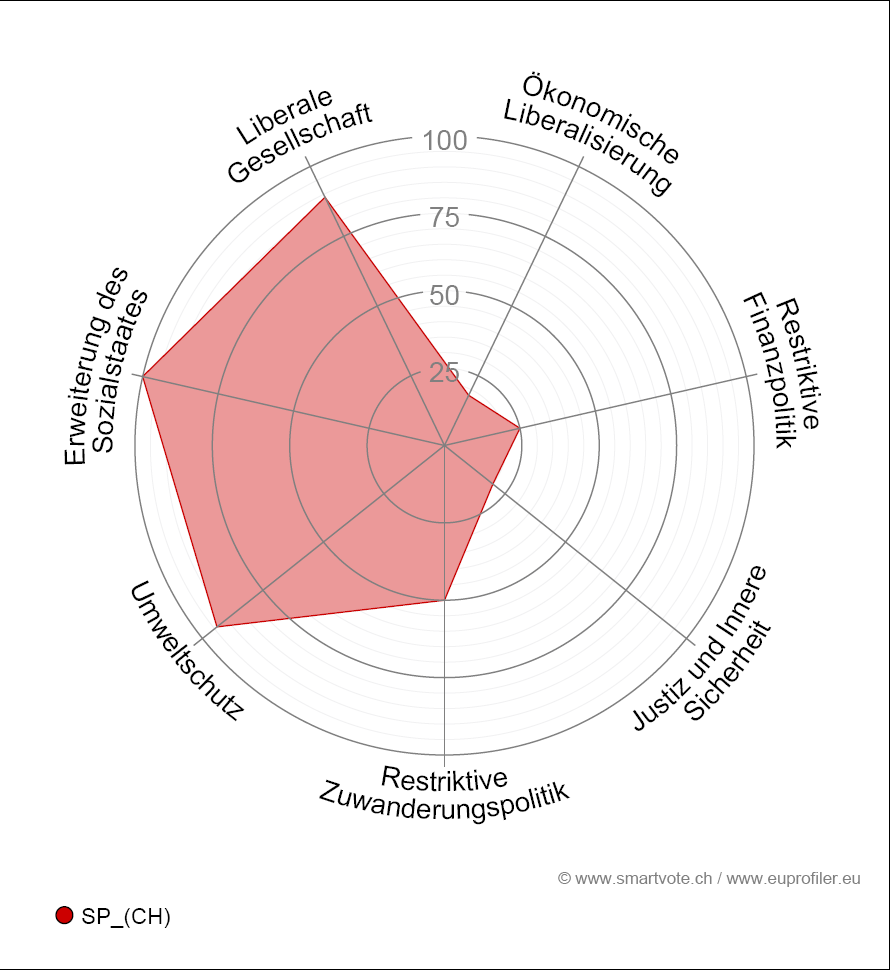 Liberale
Gesellschaft
Ökonomische
Liberalisierung
100
75
50
25
Erweiterung des
Sozialstaates
Restriktive
Finanzpolitik
Umweltschutz
Justiz und Innere
Sicherheit
Restriktive
Zuwanderungspolitik
© www.smartvote.ch / www.euprofiler.eu
SP_(CH)